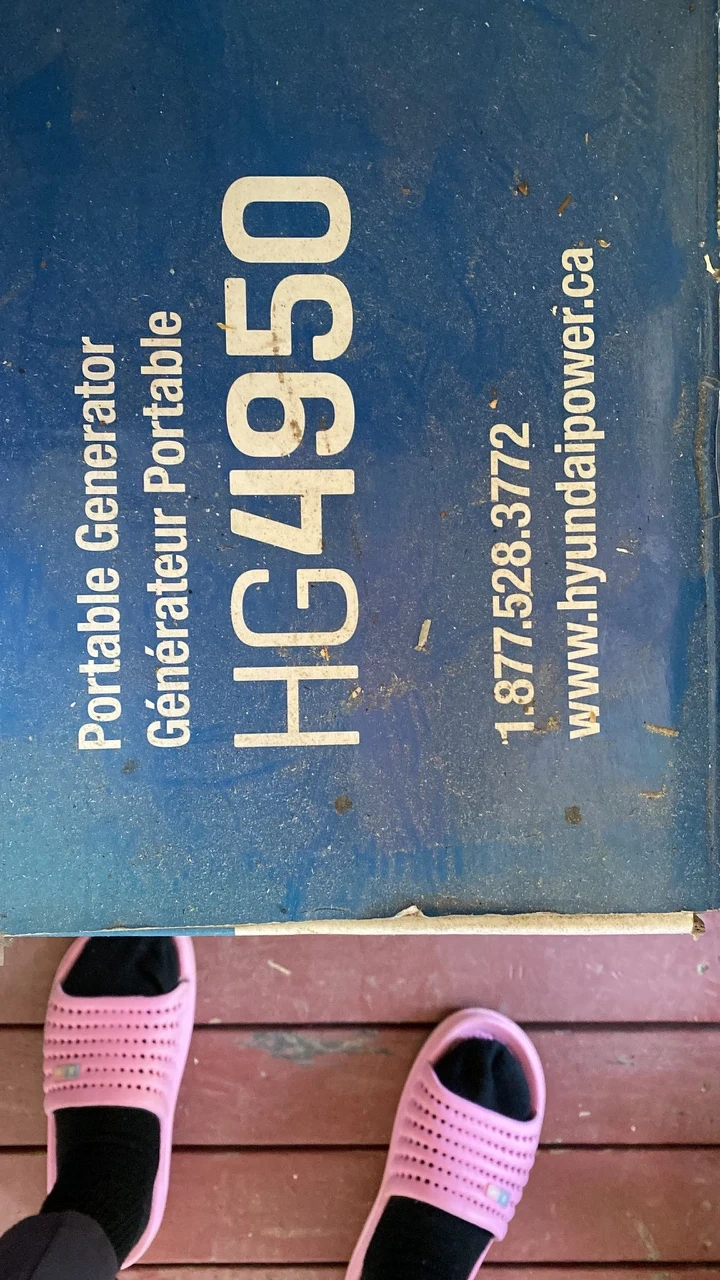 Portable Generator
Générateur Portable
HG4950
1.877.528.3772
www.hyundaipower.ca